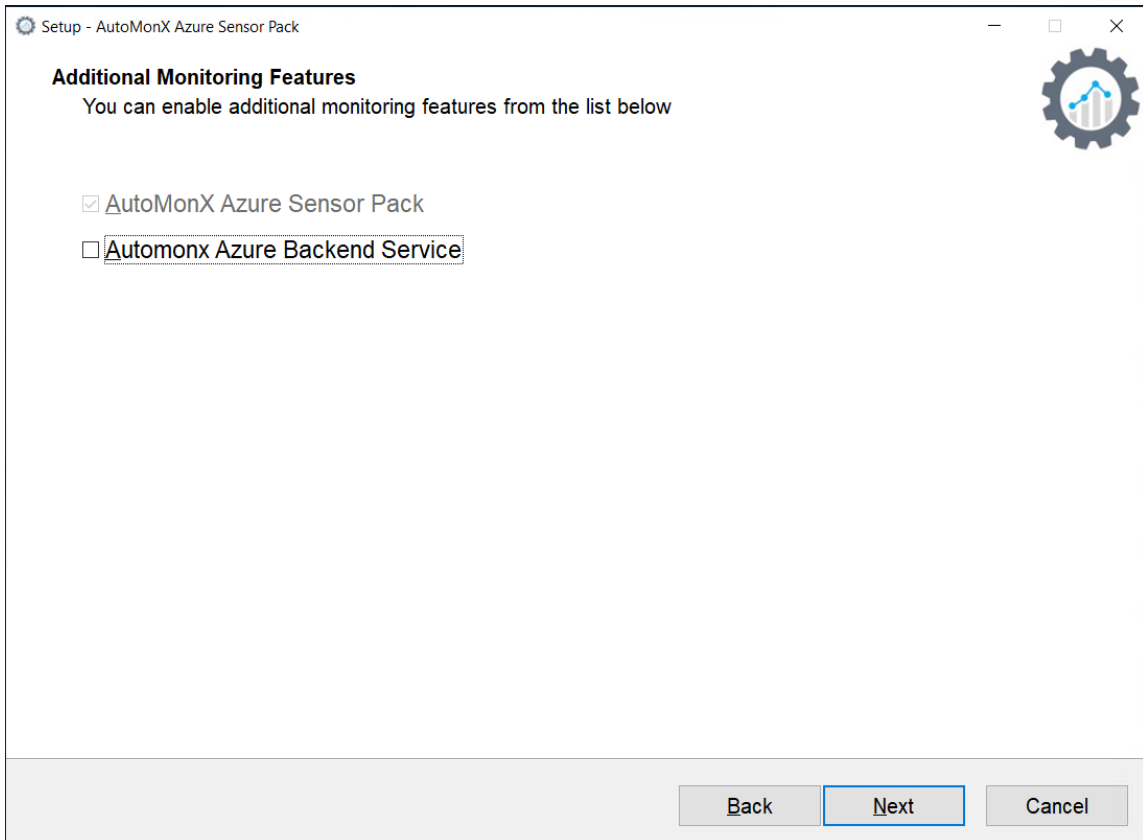 Setup - AutoMonX Azure Sensor Pack
Additional Monitoring Features
You can enable additional monitoring features from the list below
AutoMonX Azure Sensor Pack
Automonx Azure Backend Service
Back
Next
Cancel